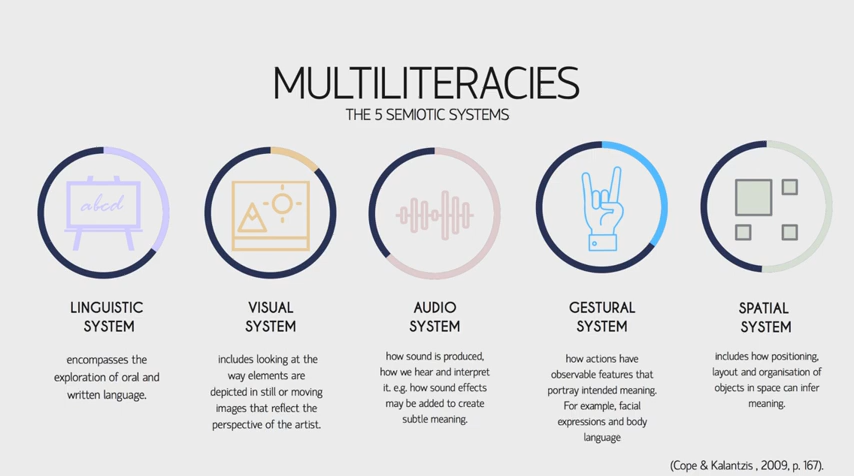 MULTILITERACIES
THE 5 SEMIOTIC SYSTEMS
abcd
LINGUISTIC
SYSTEM
encompasses the
exploration of oral and
written language.
VISUAL
SYSTEM
includes looking at the
way elements are
depicted in still or moving
images that reflect the
perspective of the artist.
AUDIO
SYSTEM
how sound is produced,
how we hear and interpret
it. e.g. how sound effects
may be added to create
subtle meaning.
GESTURAL
SYSTEM
how actions have
observable features that
portray intended meaning.
For example, facial
expressions and body
language
SPATIAL
SYSTEM
includes how positioning,
layout and organisation of
objects in space can infer
meaning.
(Cope & Kalantzis , 2009, p. 167).